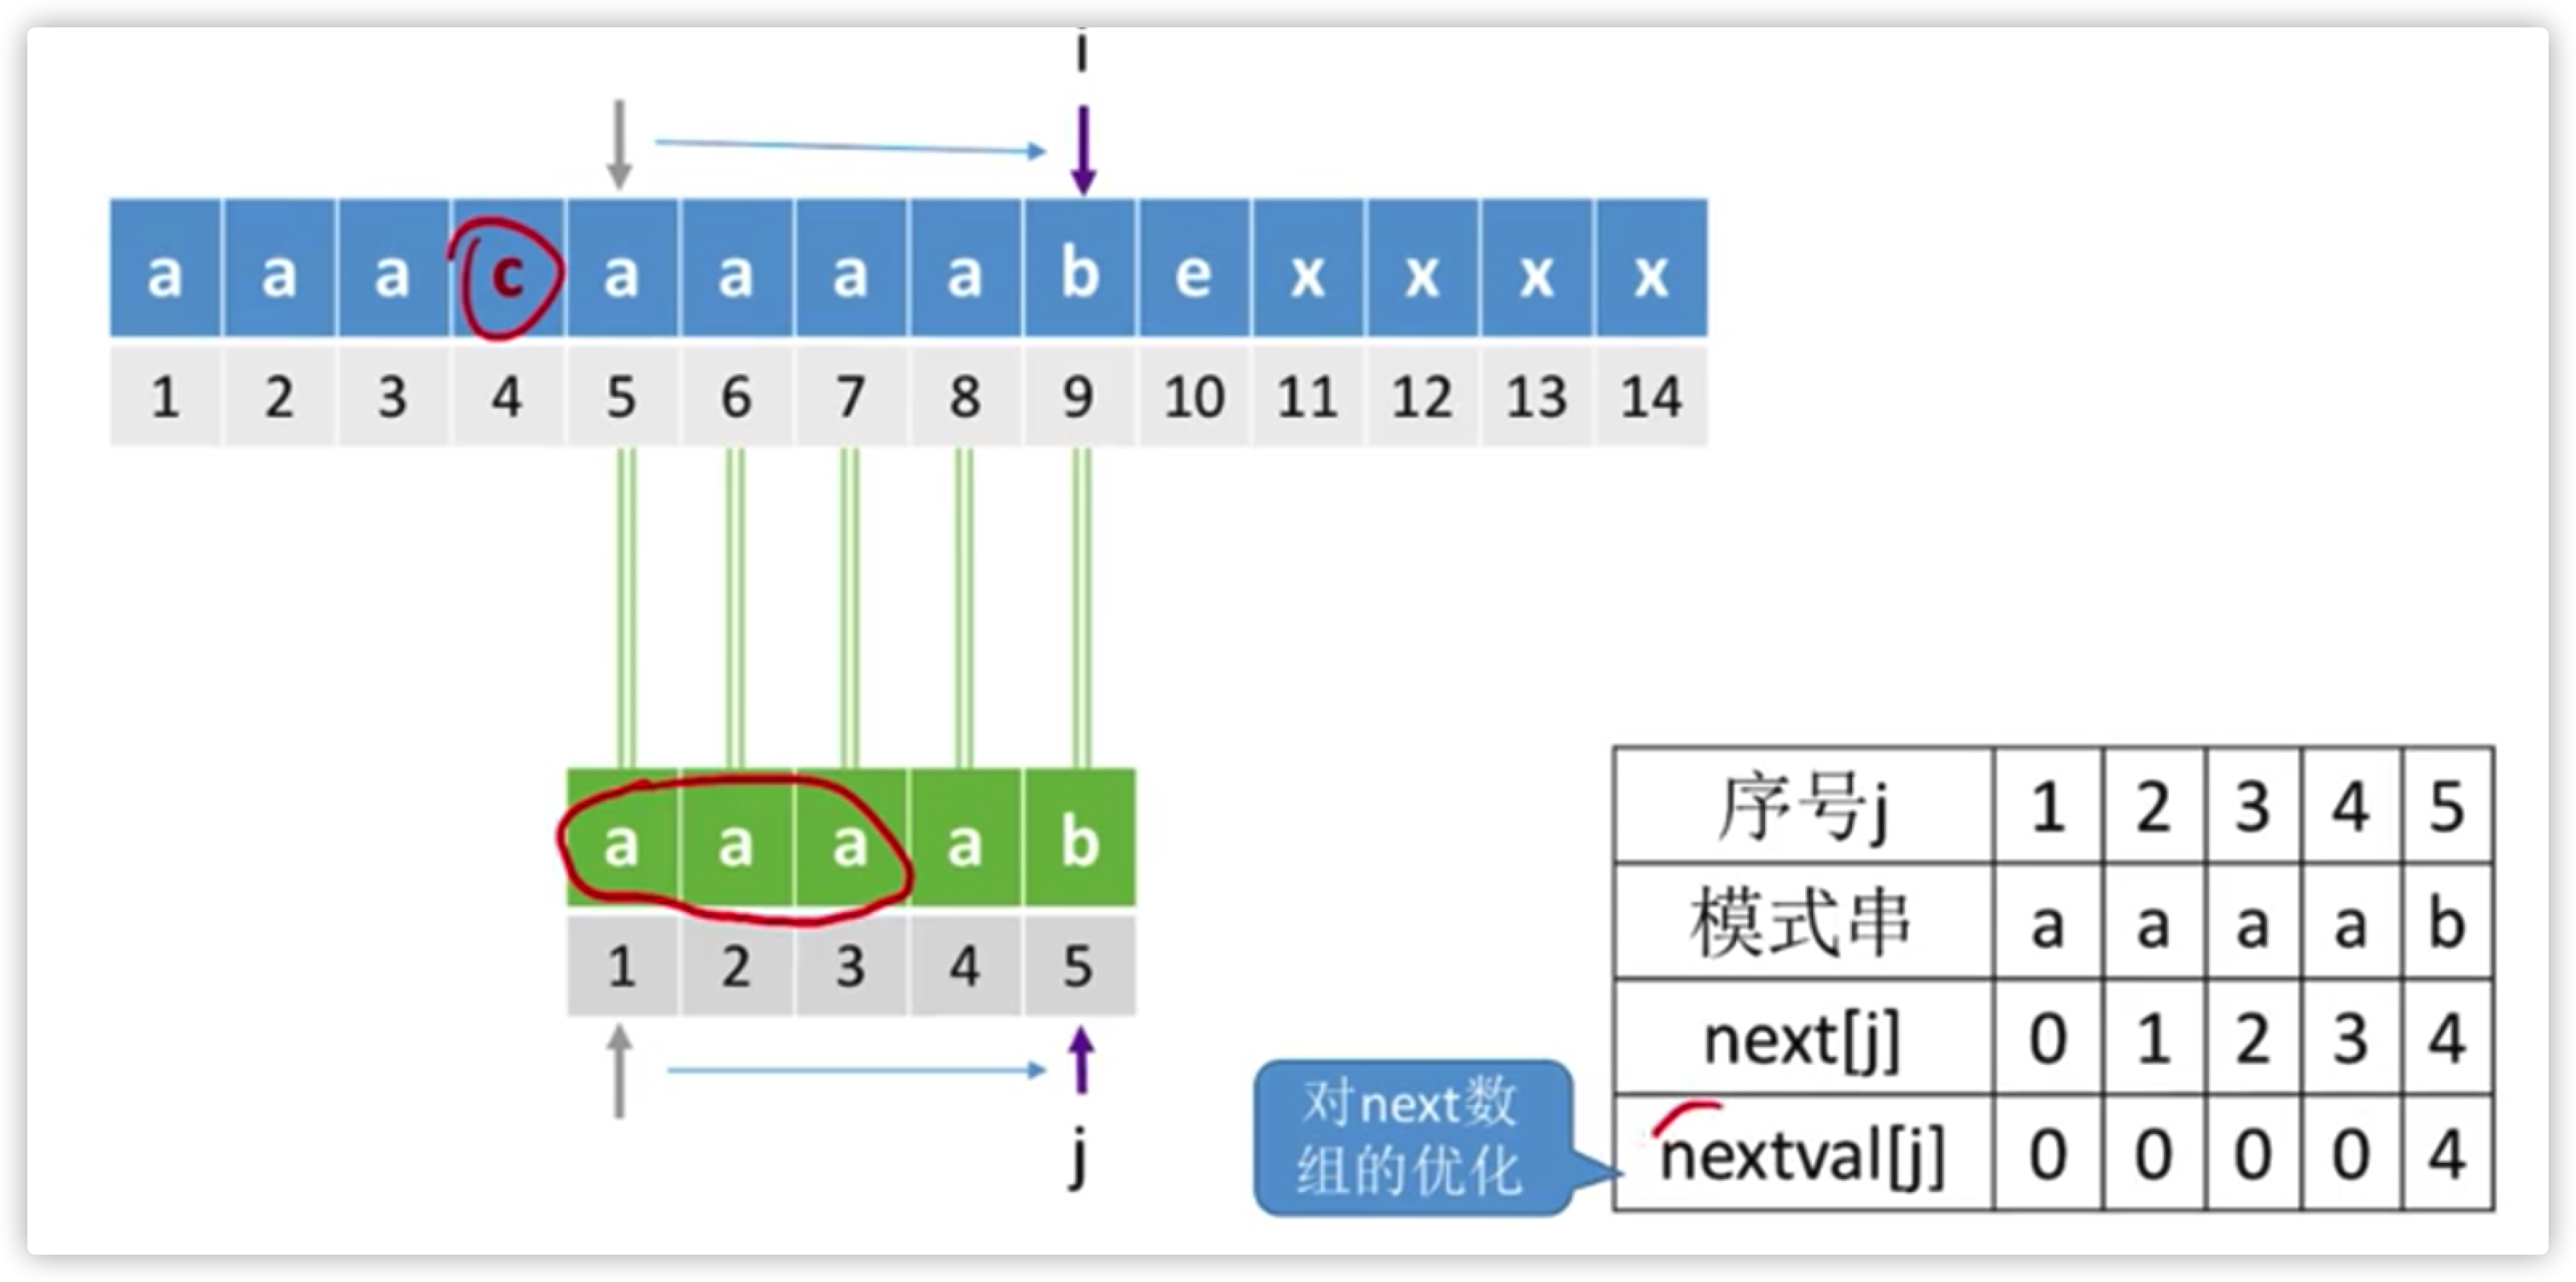 i
a a a c a a a a b e x x x x
1 2 3 4 5 6 7 8 9 10 11 12 13 14
a a a a b
1 2 3 4 5
j
对next数
组的优化
序号j 1 2 3 4 5
模式串 a a a a b
next[j] 0 1 2 3 4
nextval[j] 0 0 0 0 4